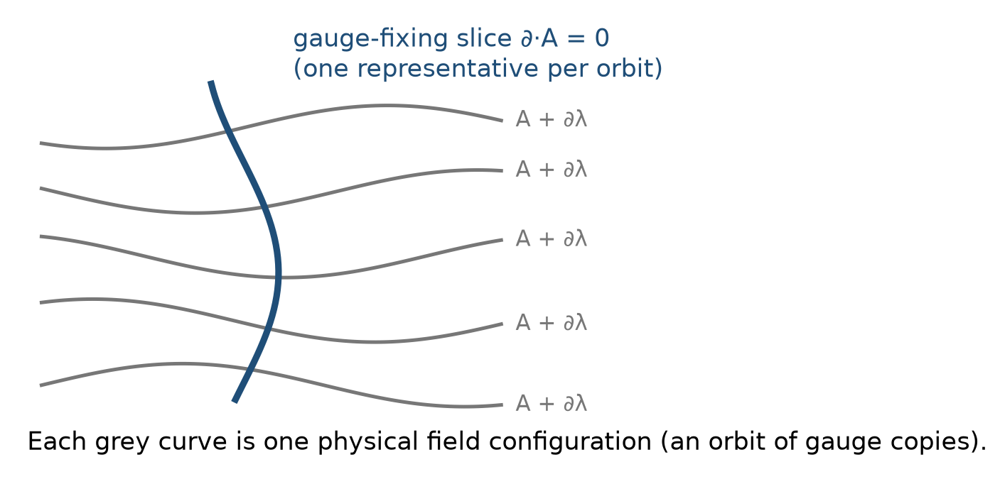 gauge-fixing slice ∂·A = 0
(one representative per orbit)
A + ∂λ
A + ∂λ
A + ∂λ
A + ∂λ
A + ∂λ
Each grey curve is one physical field configuration (an orbit of gauge copies).